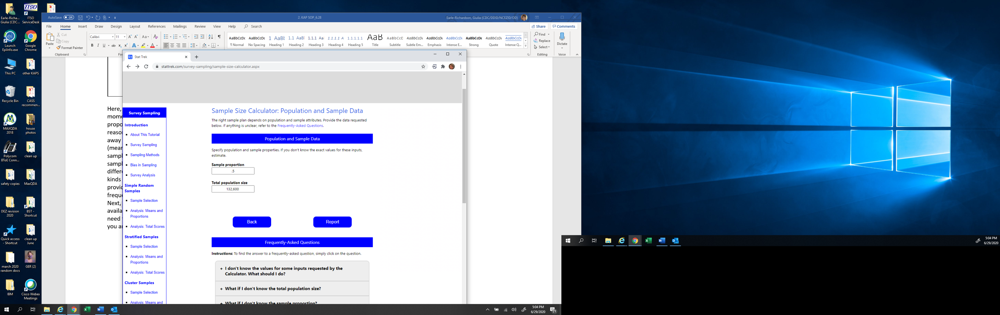 Earle-Richa...
Giulia (CDC...
ITSO
ITSO
ServiceDesk
Launch
EpiInfo.exe
Google
Chrome
This PC
other KAPS
Recycle Bin
CASS
recommen...
MAXQDA
2018
house
photos
Polycom
BToE Conn...
clean up
safety copies
MaxQDA
DEZ revision
2020
BST -
Shortcut
Quick access
- Shortcut
clean up
June
march 2020
random docs
GER (2)
IBM
Cisco Webex
Meetings
AutoSave Off
2. KAP SOP_6.28
Earle-Richardson, Giulia (CDC/DDID/NCEZID/OD)
File Home Insert Draw Design Layout References Mailings Review View Help Search
Share Comments
Paste
Cut
Copy
Format Painter
Clipboard
Calibri 11
AaBbCcDc AaBbCcDc 1 AaBb 1.1 AaBl 1.1.1 Aa 1.1.1.1 A 1.1.1.1.1 AaB AaBbCcD AaBbCcDc AaBbCcDc AaBbCcDc AaBbCcDc AaBbCcDc AaBbCcDc
¶ Normal No Spacing Heading 1 Heading 2 Heading 3 Heading 4 Heading 5 Title Subtitle Subtle Em... Emphasis Intense E... Strong Quote Intense Q...
Find
Replace
Select
Editing
Dictate
Voice
Here,
mome
propo
reaso
away
(mear
sampl
sampl
differe
kinds
provic
freque
Next,
availa
need
you ar
Stat Trek
stattrek.com/survey-sampling/sample-size-calculator.aspx
Survey Sampling
Introduction
About This Tutorial
Survey Sampling
Sampling Methods
Bias in Sampling
Survey Analysis
Simple Random
Samples
Sample Selection
Analysis: Means and
Proportions
Analysis: Total Scores
Stratified Samples
Sample Selection
Analysis: Means and
Proportions
Analysis: Total Scores
Cluster Samples
Sample Selection
Analysis: Means and
Sample Size Calculator: Population and Sample Data
The right sample plan depends on population and sample attributes. Provide the data requested
below. If anything is unclear, refer to the Frequently-Asked Questions.
Population and Sample Data
Specify population and sample properties. If you don't know the exact values for these inputs,
estimate.
Sample proportion
.5
Total population size
132,600
Back Report
Frequently-Asked Questions
Instructions: To find the answer to a frequently-asked question, simply click on the question.
+ I don't know the values for some inputs requested by the
Calculator. What should I do?
+ What if I don't know the total population size?
+ What if I don't know the sample proportion?
5:04 PM
6/29/2020
21
5:04 PM
6/29/2020